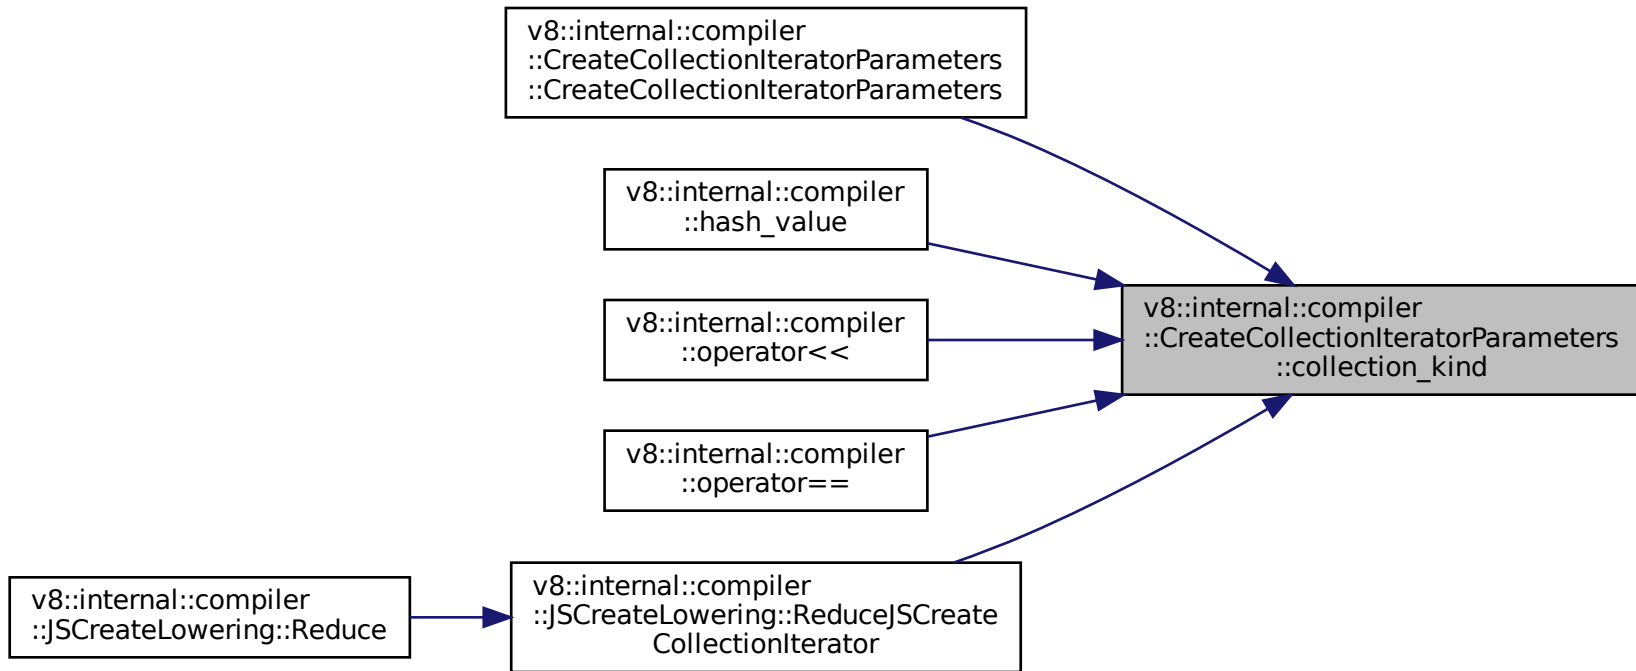 v8::internal::compiler
::CreateCollectionIteratorParameters
::CreateCollectionIteratorParameters
v8::internal::compiler
::hash_value
v8::internal::compiler
::operator<<
v8::internal::compiler
::operator==
v8::internal::compiler
::JSCreateLowering::ReduceJSCreate
CollectionIterator
v8::internal::compiler
::JSCreateLowering::Reduce
v8::internal::compiler
::CreateCollectionIteratorParameters
::collection_kind